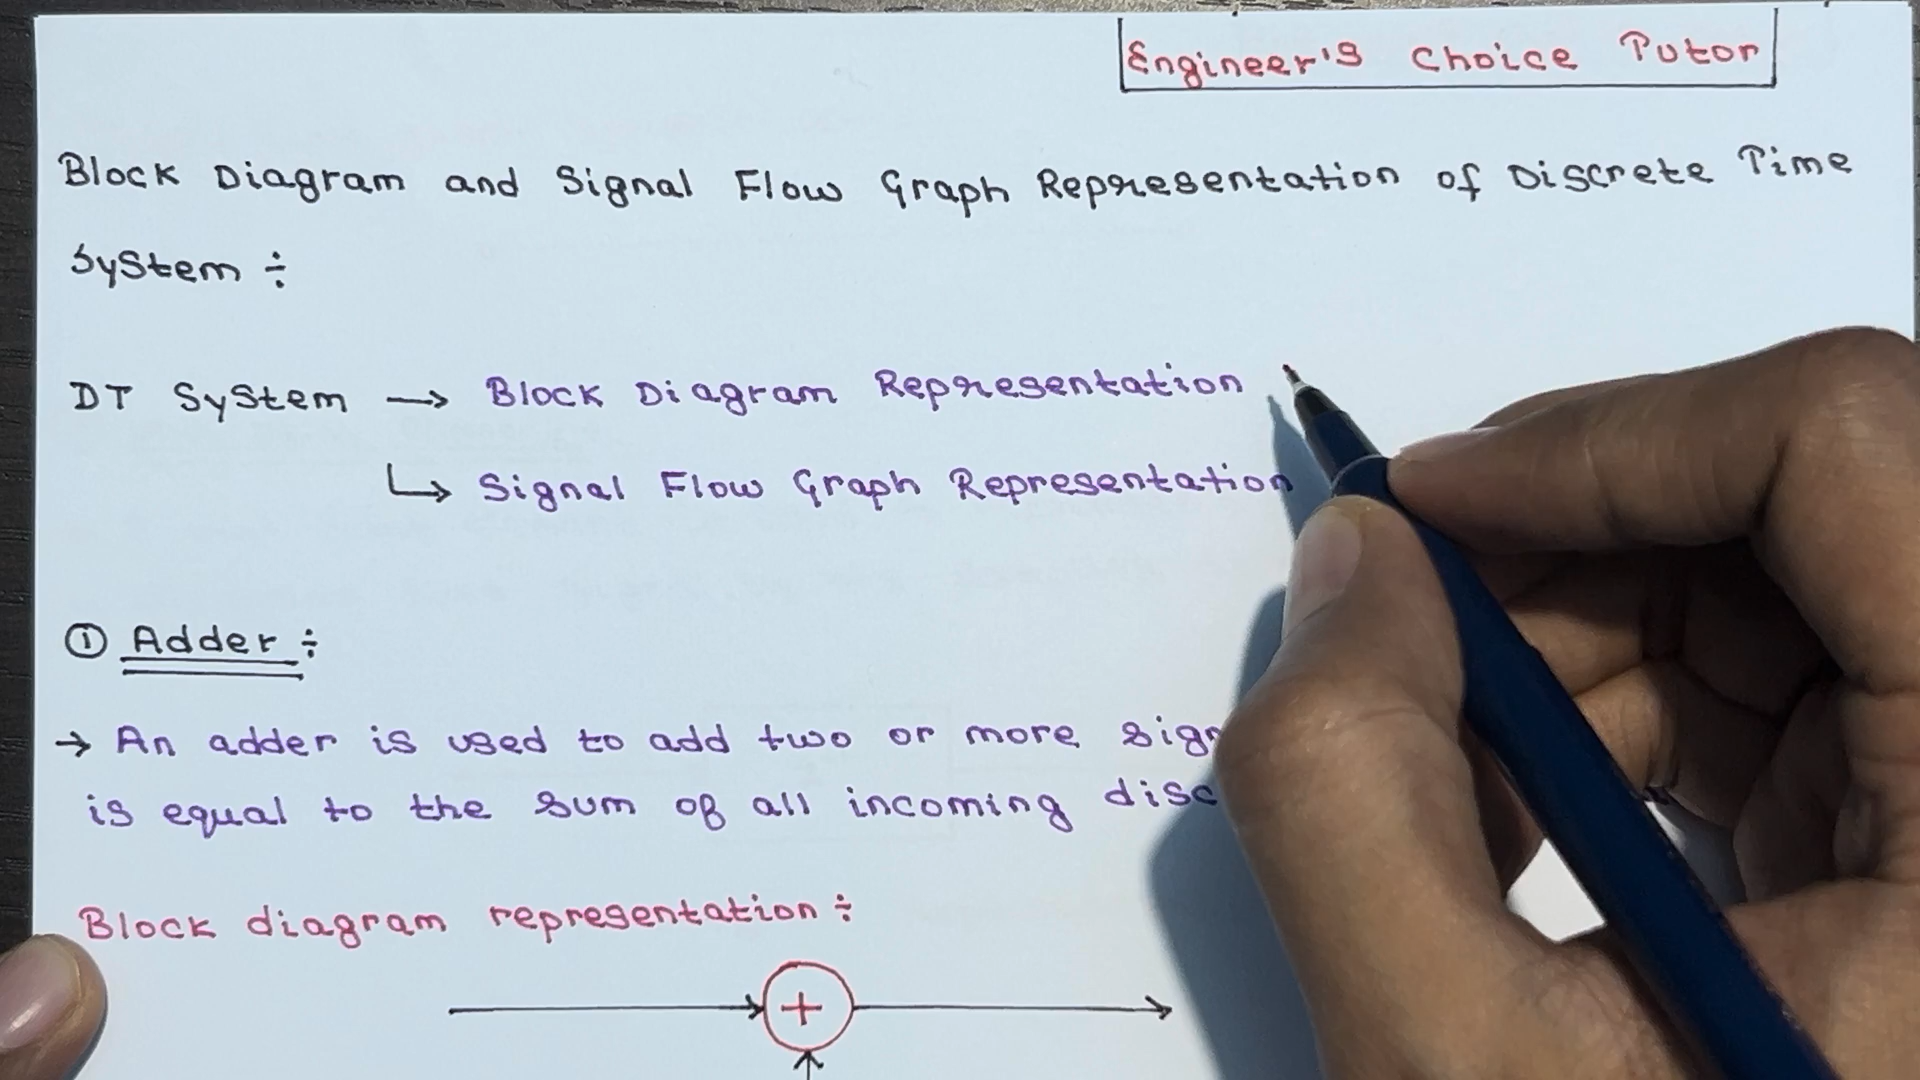 Engineer's Choice Tutor
Block Diagram and Signal Flow Graph Representation of Discrete Time
System ÷
DT System → Block Diagram Representation
↳ Signal Flow Graph Representation
① Adder ÷
→ An adder is used to add two or more
is equal to the sum of all incoming
Block diagram representation ÷
+